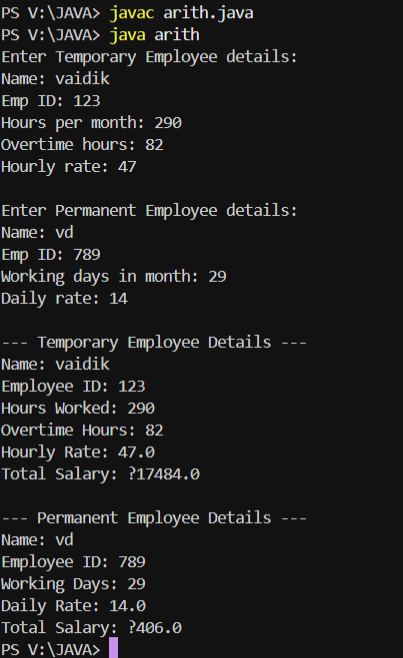 PS V:\JAVA> javac arith.java
PS V:\JAVA> java arith
Enter Temporary Employee details:
Name: vaidik
Emp ID: 123
Hours per month: 290
Overtime hours: 82
Hourly rate: 47

Enter Permanent Employee details:
Name: vd
Emp ID: 789
Working days in month: 29
Daily rate: 14

--- Temporary Employee Details ---
Name: vaidik
Employee ID: 123
Hours Worked: 290
Overtime Hours: 82
Hourly Rate: 47.0
Total Salary: ?17484.0

--- Permanent Employee Details ---
Name: vd
Employee ID: 789
Working Days: 29
Daily Rate: 14.0
Total Salary: ?406.0
PS V:\JAVA>